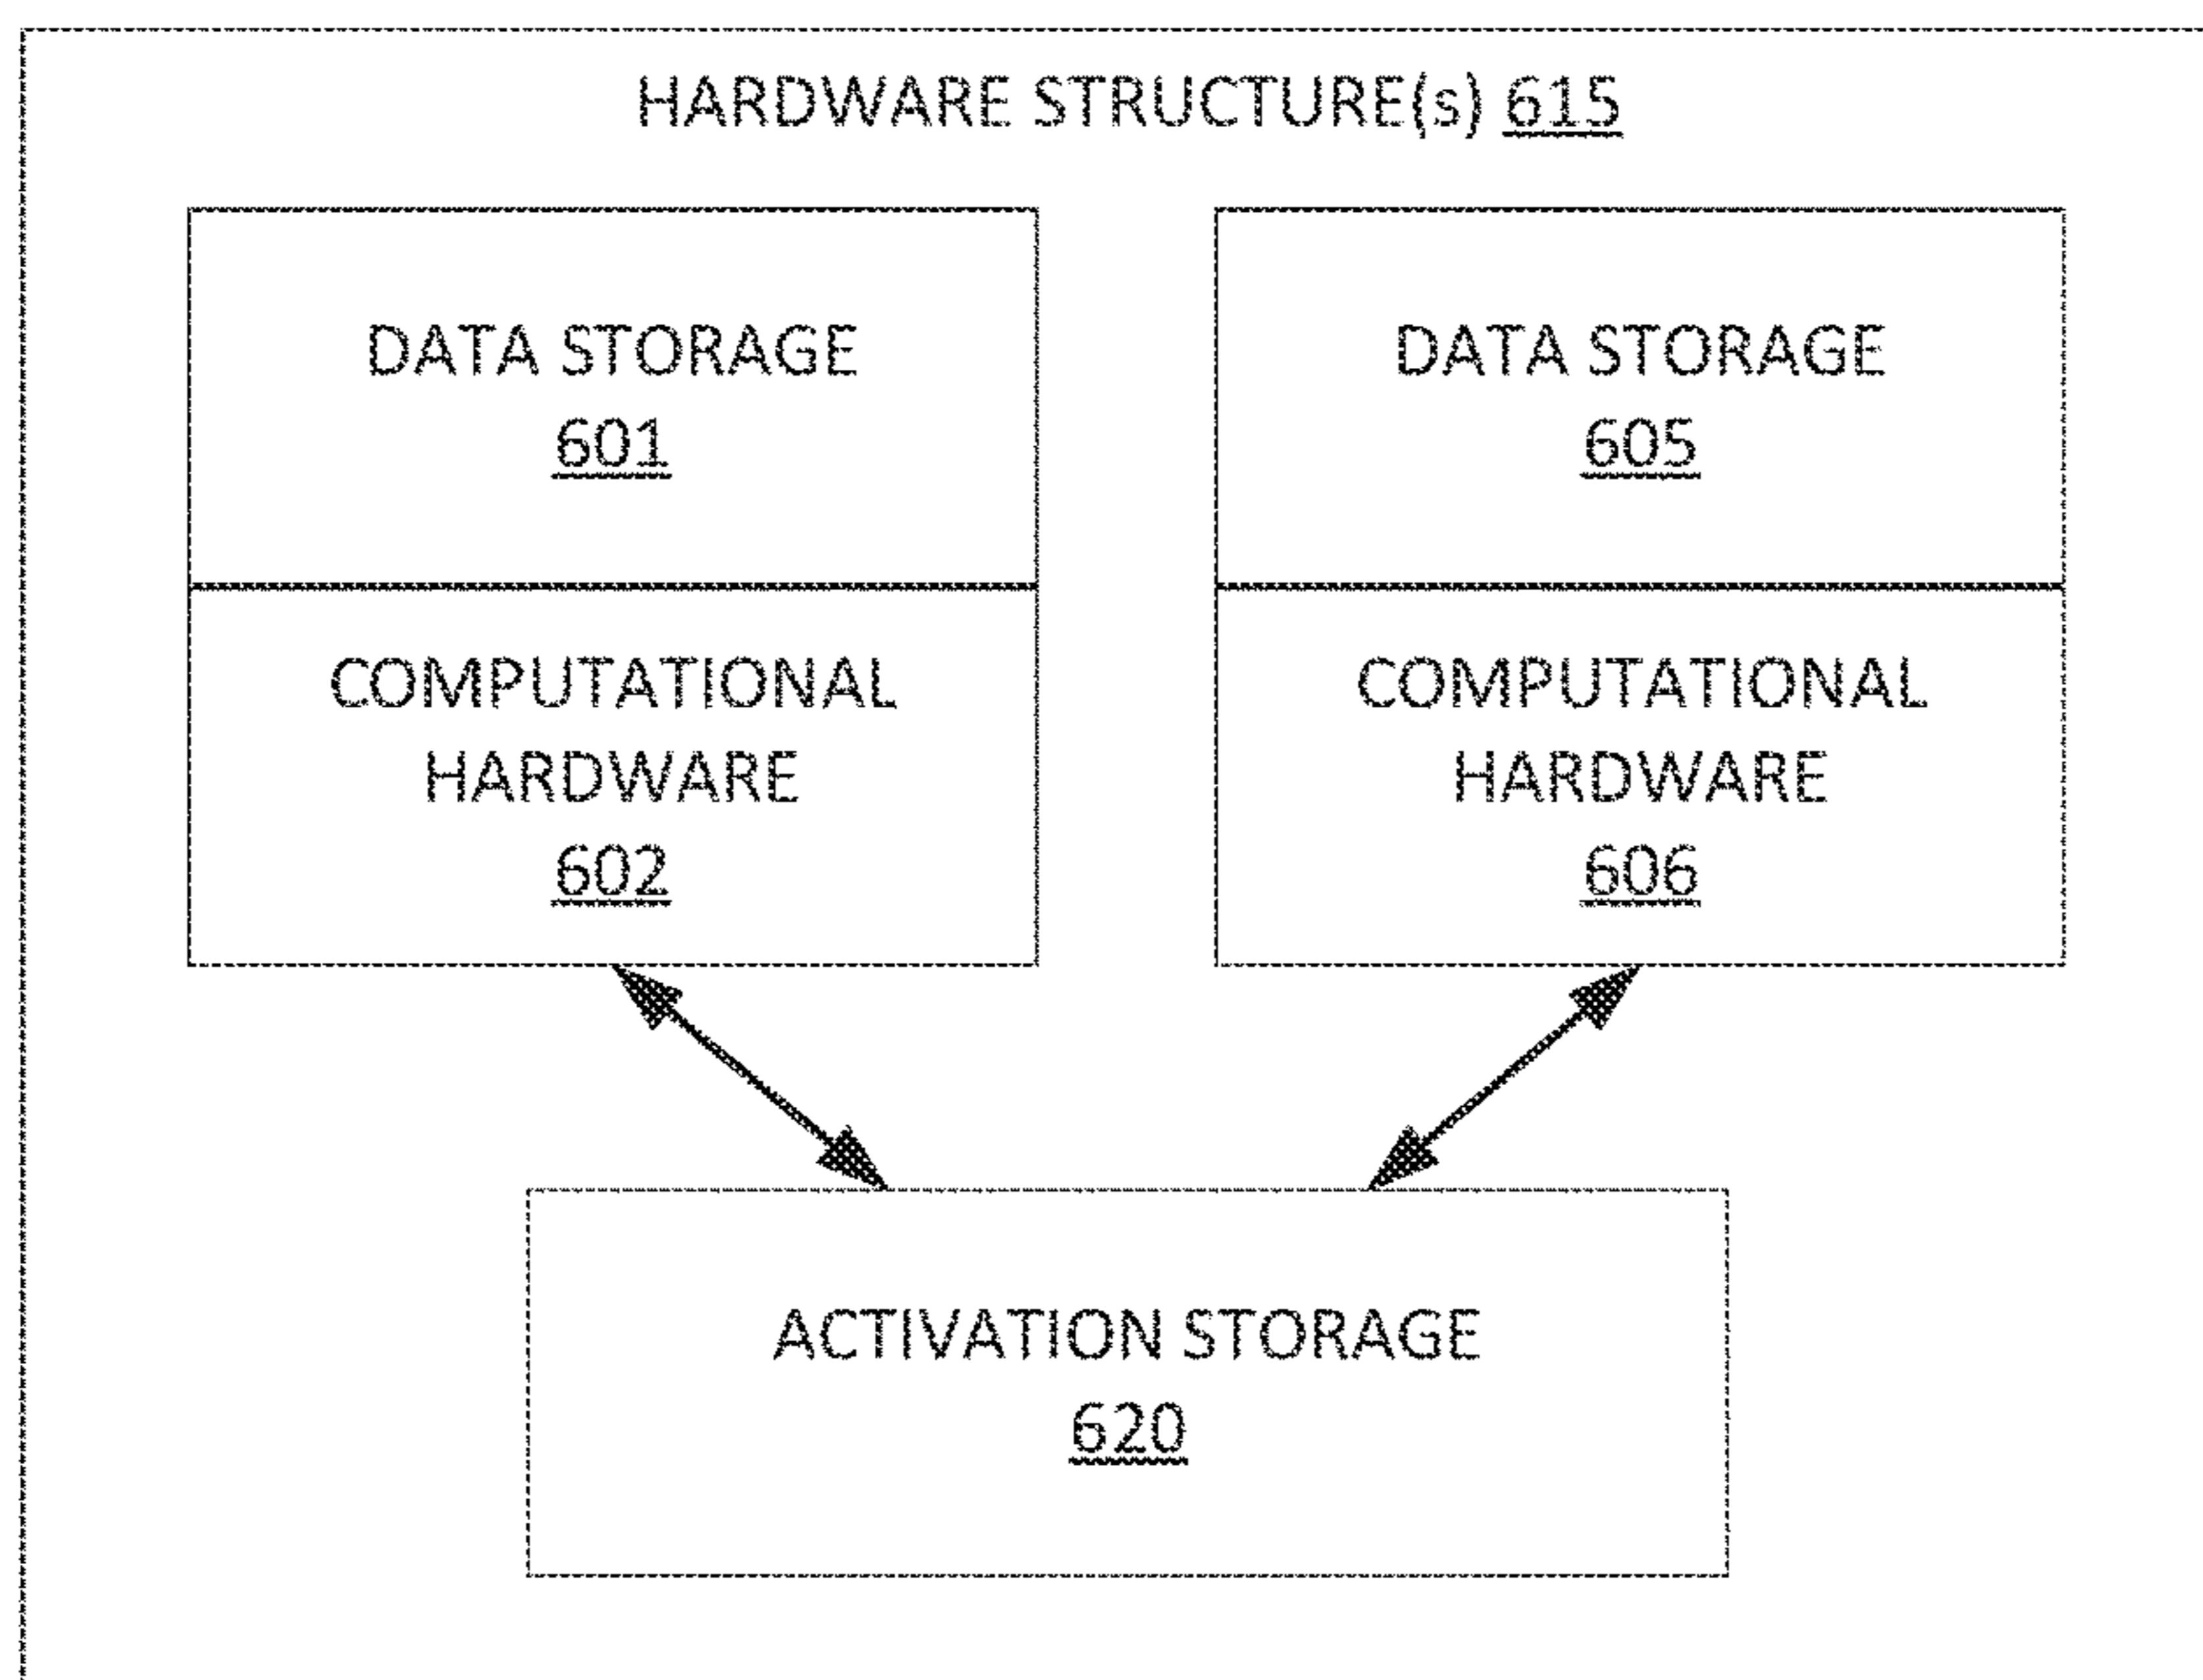 HARDWARE STRUCTURE(s) 615
DATA STORAGE
601
COMPUTATIONAL
HARDWARE
602
DATA STORAGE
605
COMPUTATIONAL
HARDWARE
606
ACTIVATION STORAGE
620